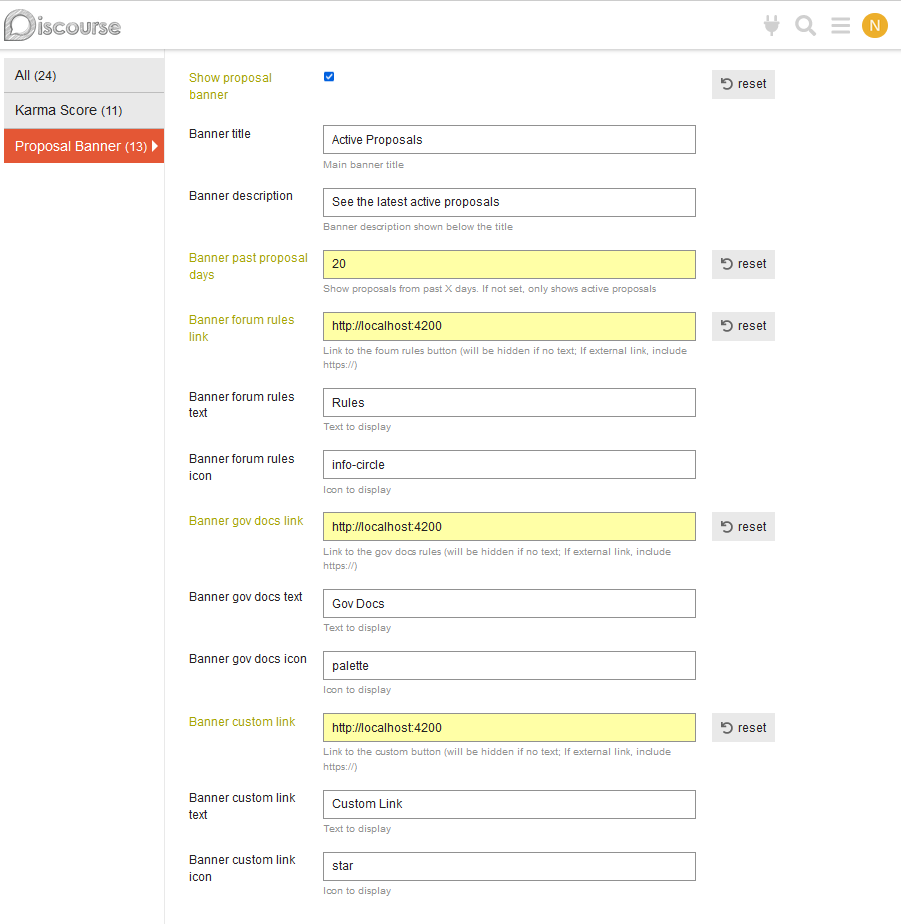 Discourse
N
All (24)
Karma Score (11)
Proposal Banner (13)
Show proposal
banner
reset
Banner title
Active Proposals
Main banner title
Banner description
See the latest active proposals
Banner description shown below the title
Banner past proposal
days
20
reset
Show proposals from past X days. If not set, only shows active proposals
Banner forum rules
link
http://localhost:4200
reset
Link to the foum rules button (will be hidden if no text; If external link, include
https://)
Banner forum rules
text
Rules
Text to display
Banner forum rules
icon
info-circle
Icon to display
Banner gov docs link
http://localhost:4200
reset
Link to the gov docs rules (will be hidden if no text; If external link, include
https://)
Banner gov docs text
Gov Docs
Text to display
Banner gov docs icon
palette
Icon to display
Banner custom link
http://localhost:4200
reset
Link to the custom button (will be hidden if no text; If external link, include
https://)
Banner custom link
text
Custom Link
Text to display
Banner custom link
icon
star
Icon to display